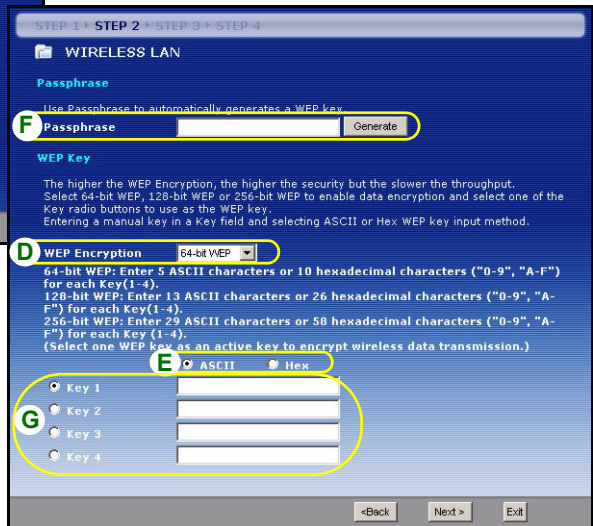 STEP 1 ▸ STEP 2 ▸ STEP 3 ▸ STEP 4
WIRELESS LAN
Passphrase
Use Passphrase to automatically generates a WEP key.
F Passphrase Generate
WEP Key
The higher the WEP Encryption, the higher the security but the slower the throughput.
Select 64-bit WEP, 128-bit WEP or 256-bit WEP to enable data encryption and select one of the
Key radio buttons to use as the WEP key.
Entering a manual key in a Key field and selecting ASCII or Hex WEP key input method.
D WEP Encryption 64-bit WEP
64-bit WEP: Enter 5 ASCII characters or 10 hexadecimal characters ("0-9", "A-F")
for each Key(1-4).
128-bit WEP: Enter 13 ASCII characters or 26 hexadecimal characters ("0-9", "A-
F") for each Key(1-4).
256-bit WEP: Enter 29 ASCII characters or 58 hexadecimal characters ("0-9", "A-
F") for each Key (1-4).
(Select one WEP key as an active key to encrypt wireless data transmission.)
E ASCII Hex
Key 1
Key 2
G
Key 3
Key 4
<Back Next > Exit